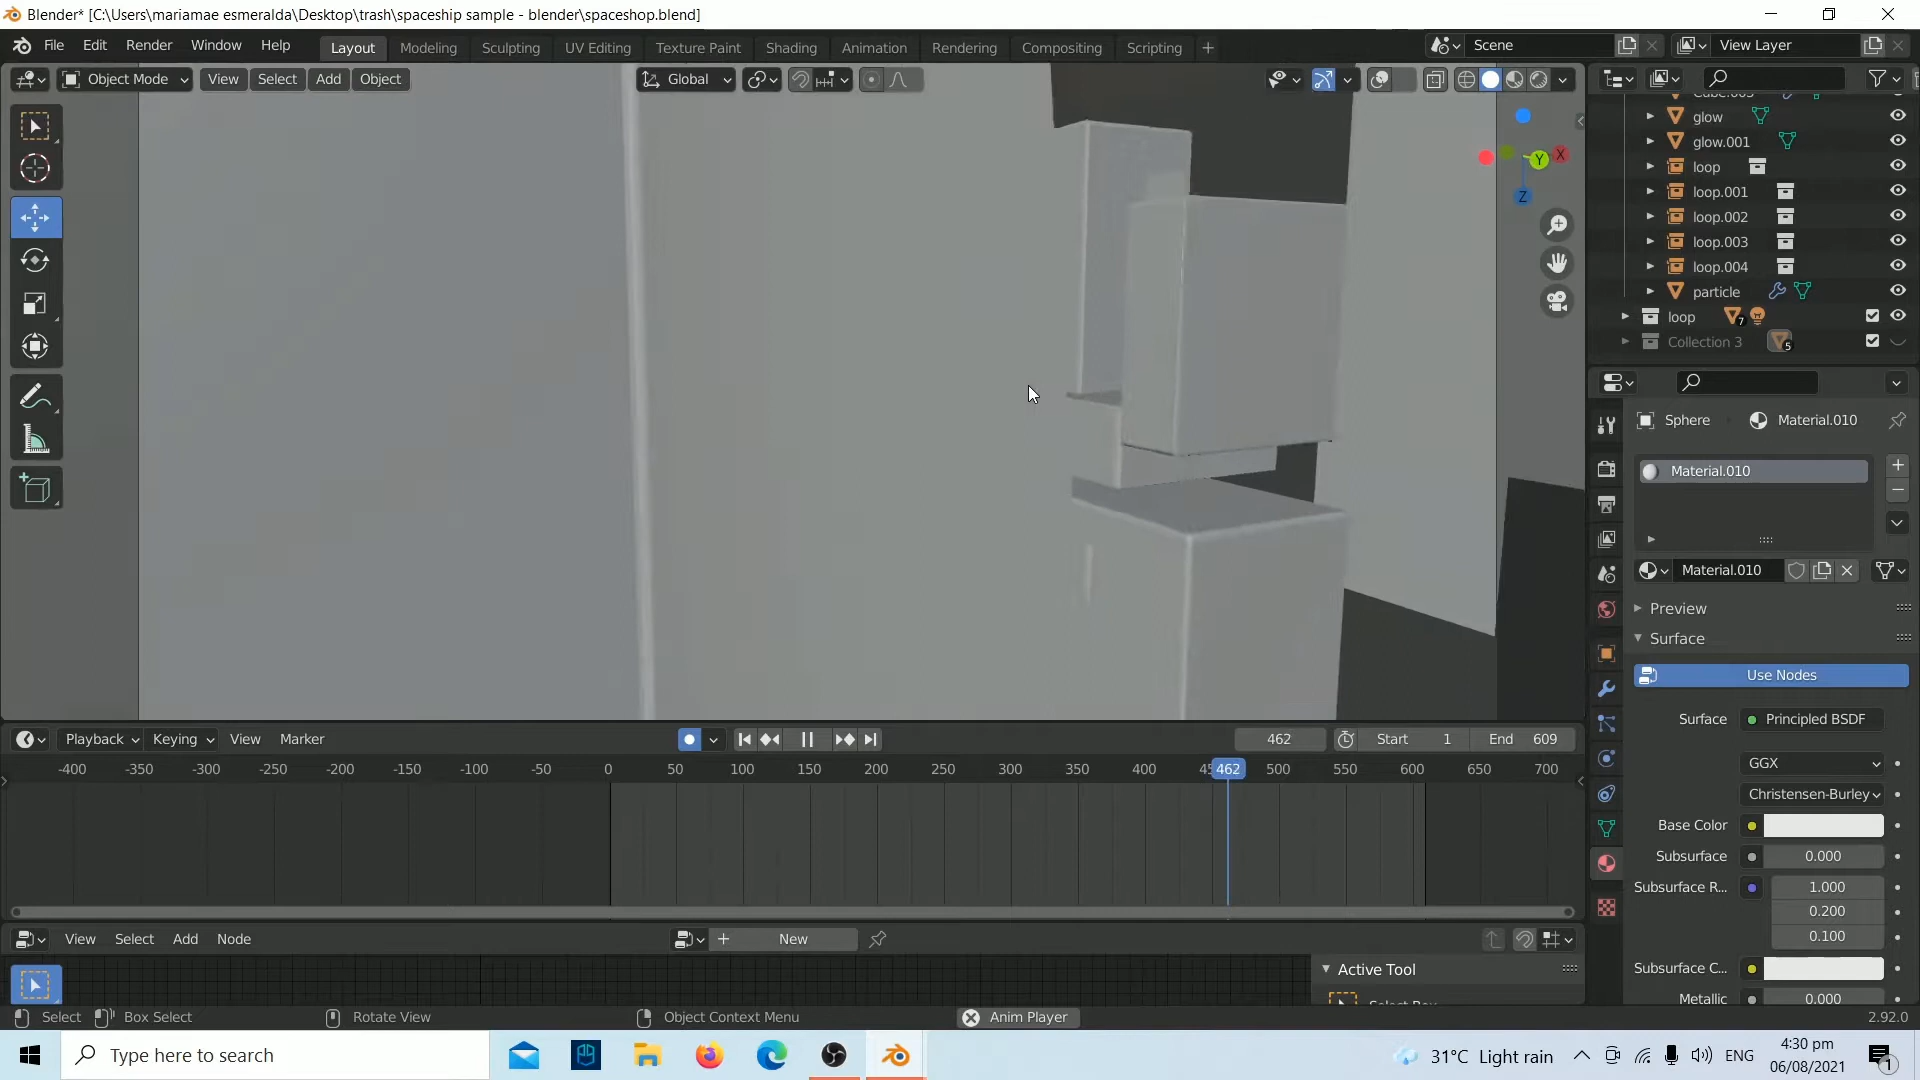 Blender* [C:\Users\mariamae esmeralda\Desktop\trash\spaceship sample - blender\spaceshop.blend]
File Edit Render Window Help Layout Modeling Sculpting UV Editing Texture Paint Shading Animation Rendering Compositing Scripting + Scene View Layer
Object Mode View Select Add Object Global
glow
glow.001
loop
loop.001
loop.002
loop.003
loop.004
particle
loop 7
Collection 3 5
X Y Z
Sphere Material.010
Material.010
Material.010
Preview
Surface
Use Nodes
Surface Principled BSDF
GGX
Christensen-Burley
Base Color
Subsurface 0.000
Subsurface R... 1.000
0.200
0.100
Subsurface C...
Metallic 0.000
Playback Keying View Marker 462 Start 1 End 609
-400 -350 -300 -250 -200 -150 -100 -50 0 50 100 150 200 250 300 350 400 462 500 550 600 650 700
View Select Add Node + New
Active Tool
Select Box
Select Box Select Rotate View Object Context Menu Anim Player 2.92.0
Type here to search 31°C Light rain ENG 4:30 pm
06/08/2021 1